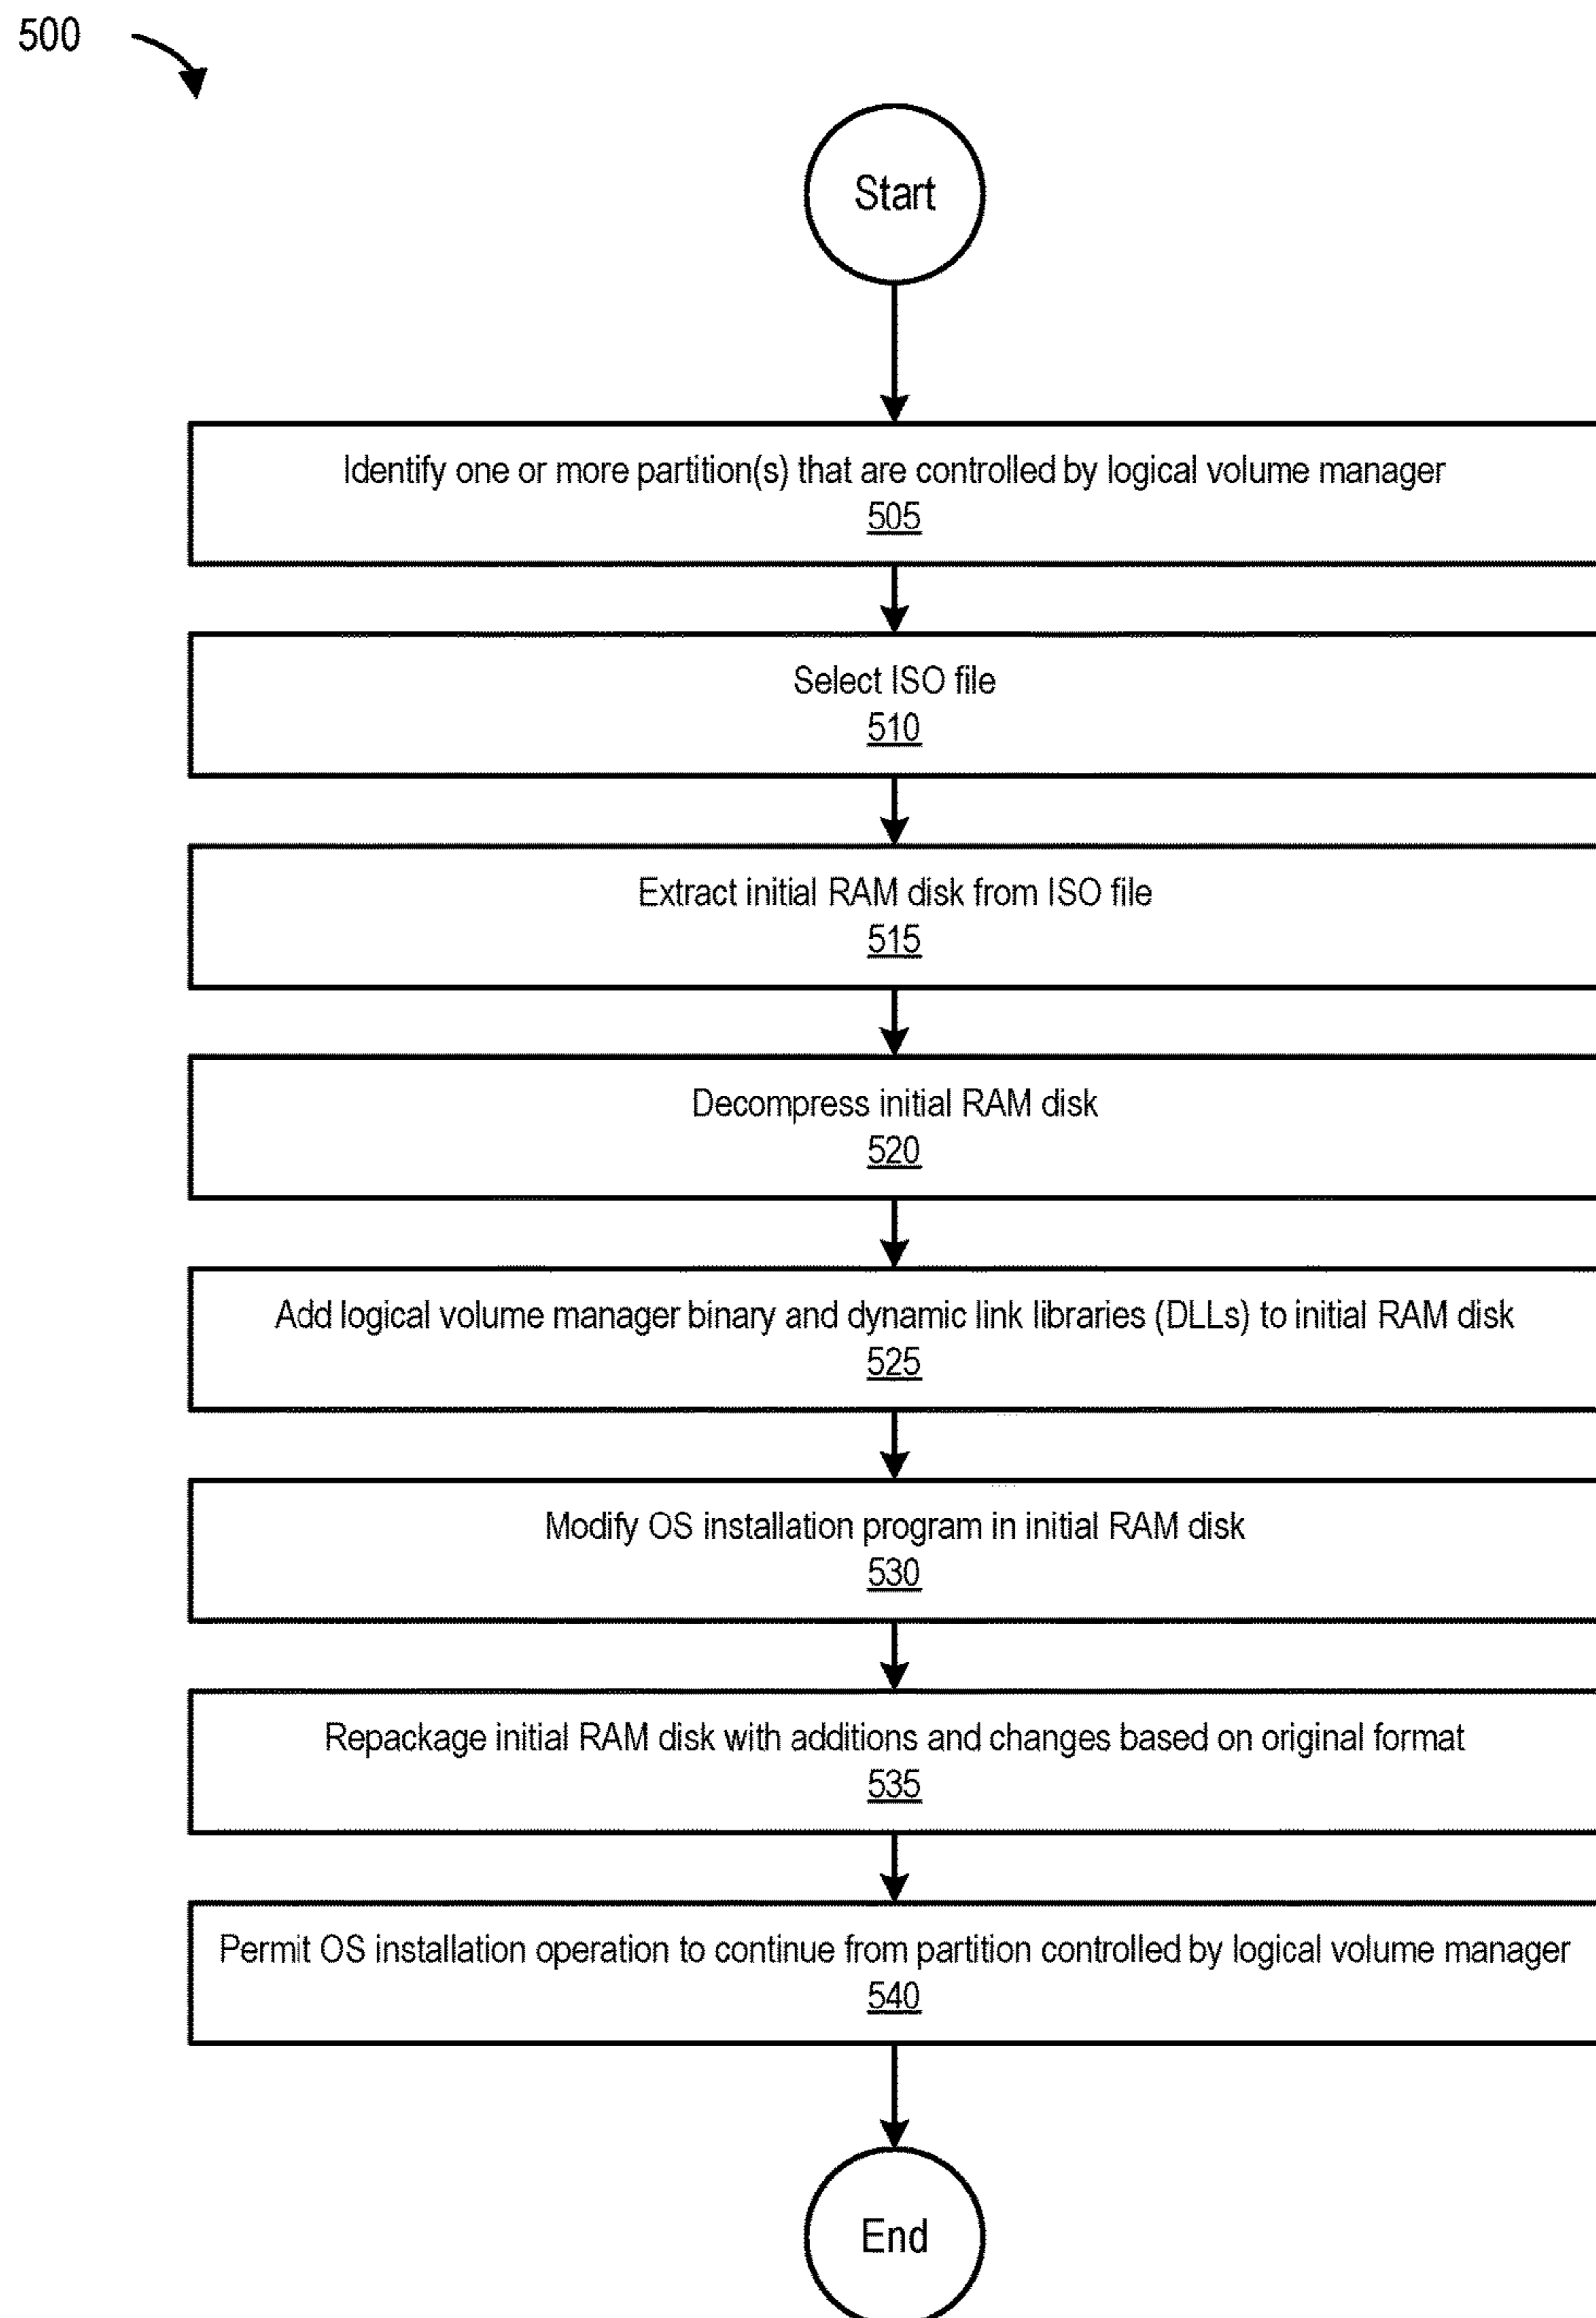 500
Start
Identify one or more partition(s) that are controlled by logical volume manager
505
Select ISO file
510
Extract initial RAM disk from ISO file
515
Decompress initial RAM disk
520
Add logical volume manager binary and dynamic link libraries (DLLs) to initial RAM disk
525
Modify OS installation program in initial RAM disk
530
Repackage initial RAM disk with additions and changes based on original format
535
Permit OS installation operation to continue from partition controlled by logical volume manager
540
End